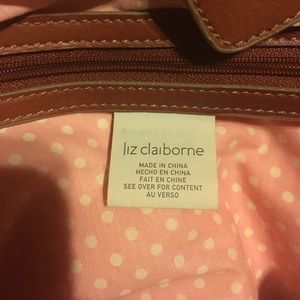 liz claiborne
MADE IN CHINA
HECHO EN CHINA
FAIT EN CHINE
SEE OVER FOR CONTENT
AU VERSO